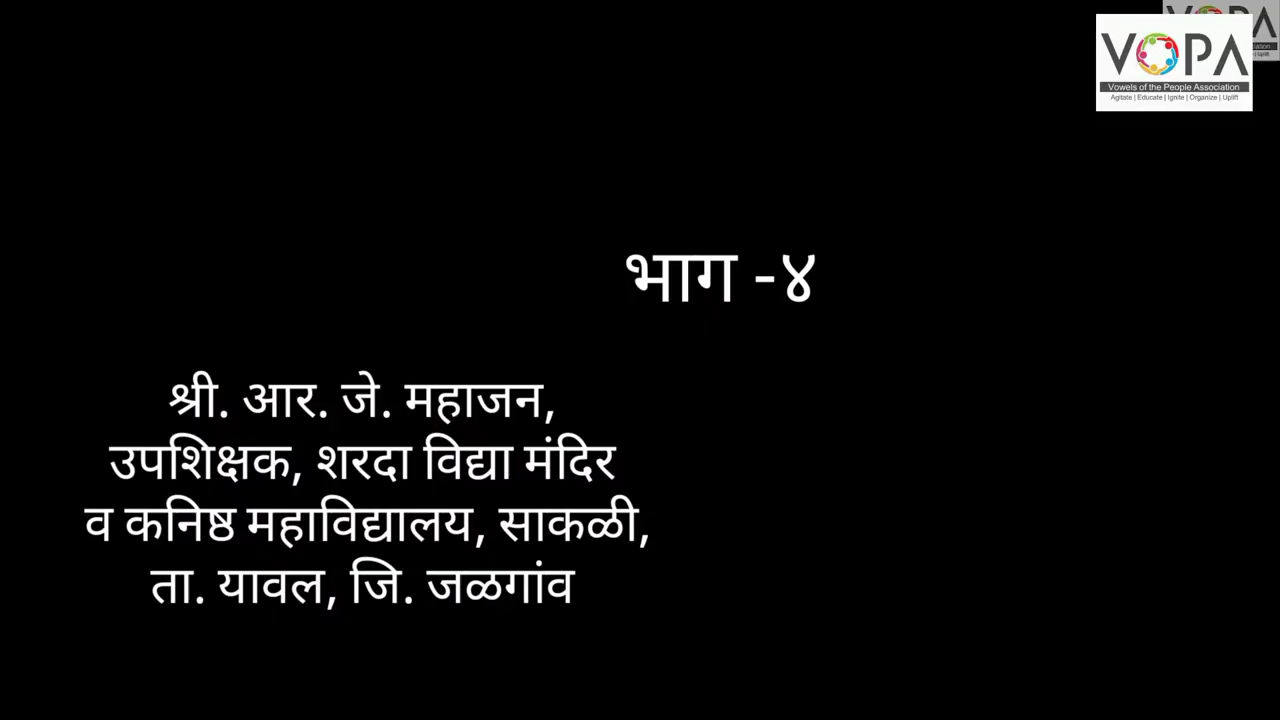 VOPA
Vowels of the People Association
Agitate | Educate | Ignite | Organize | Uplift
भाग -४
श्री. आर. जे. महाजन,
उपशिक्षक, शरदा विद्या मंदिर
व कनिष्ठ महाविद्यालय, साकळी,
ता. यावल, जि. जळगांव